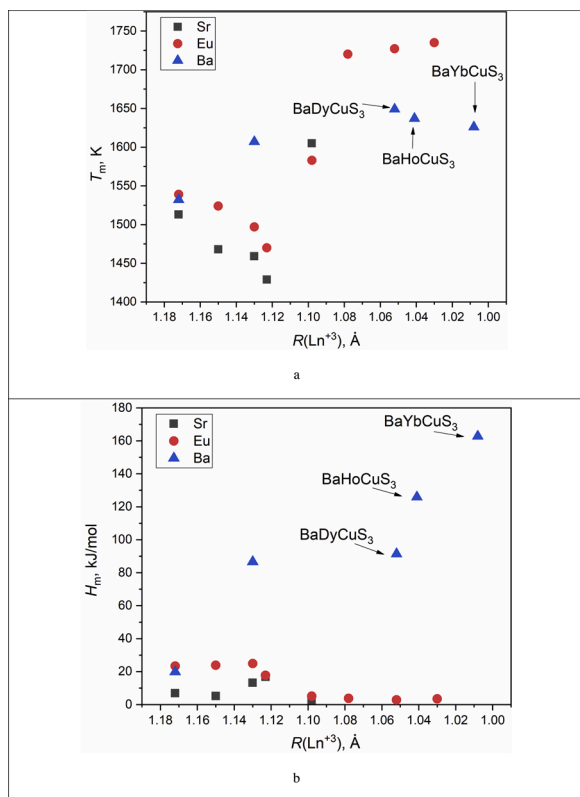 Sr
Eu
Ba
1750
1700
1650
1600
1550
1500
1450
1400
T_m, K
BaYbCuS₃
BaDyCuS₃
BaHoCuS₃
1.18 1.16 1.14 1.12 1.10 1.08 1.06 1.04 1.02 1.00
R(Ln⁺³), Å
a
Sr
Eu
Ba
180
160
140
120
100
80
60
40
20
0
H_m, kJ/mol
BaYbCuS₃
BaHoCuS₃
BaDyCuS₃
1.18 1.16 1.14 1.12 1.10 1.08 1.06 1.04 1.02 1.00
R(Ln⁺³), Å
b